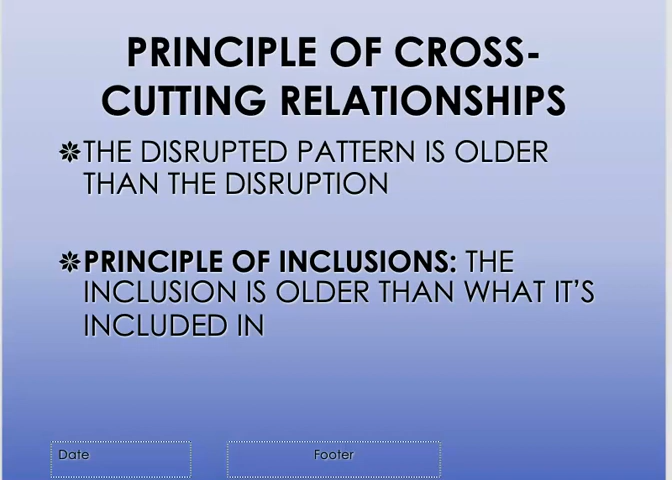 PRINCIPLE OF CROSS-
CUTTING RELATIONSHIPS
THE DISRUPTED PATTERN IS OLDER
THAN THE DISRUPTION
PRINCIPLE OF INCLUSIONS: THE
INCLUSION IS OLDER THAN WHAT IT’S
INCLUDED IN
Date
Footer